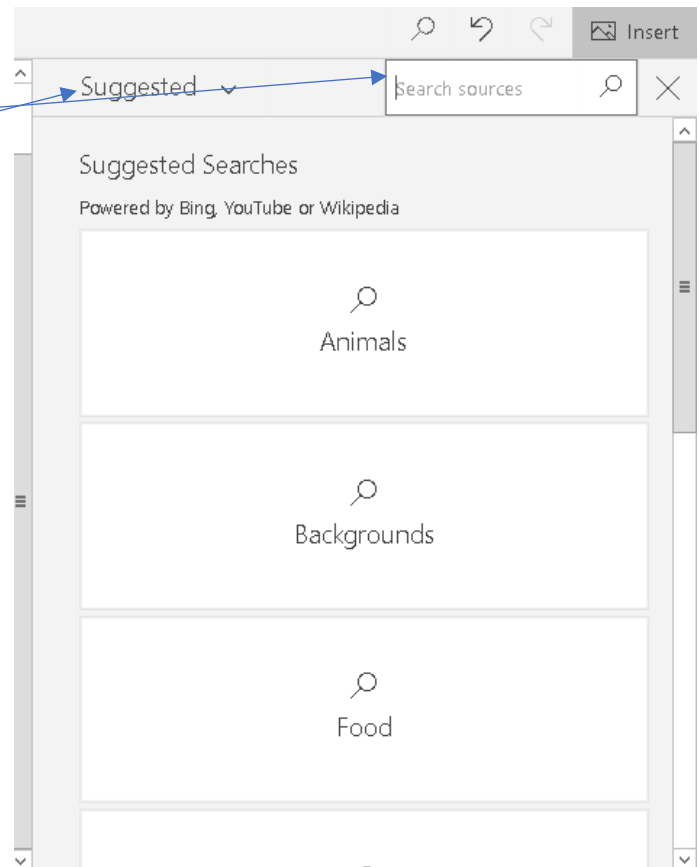 Insert
Suggested
Search sources
Suggested Searches
Powered by Bing, YouTube or Wikipedia
Animals
Backgrounds
Food